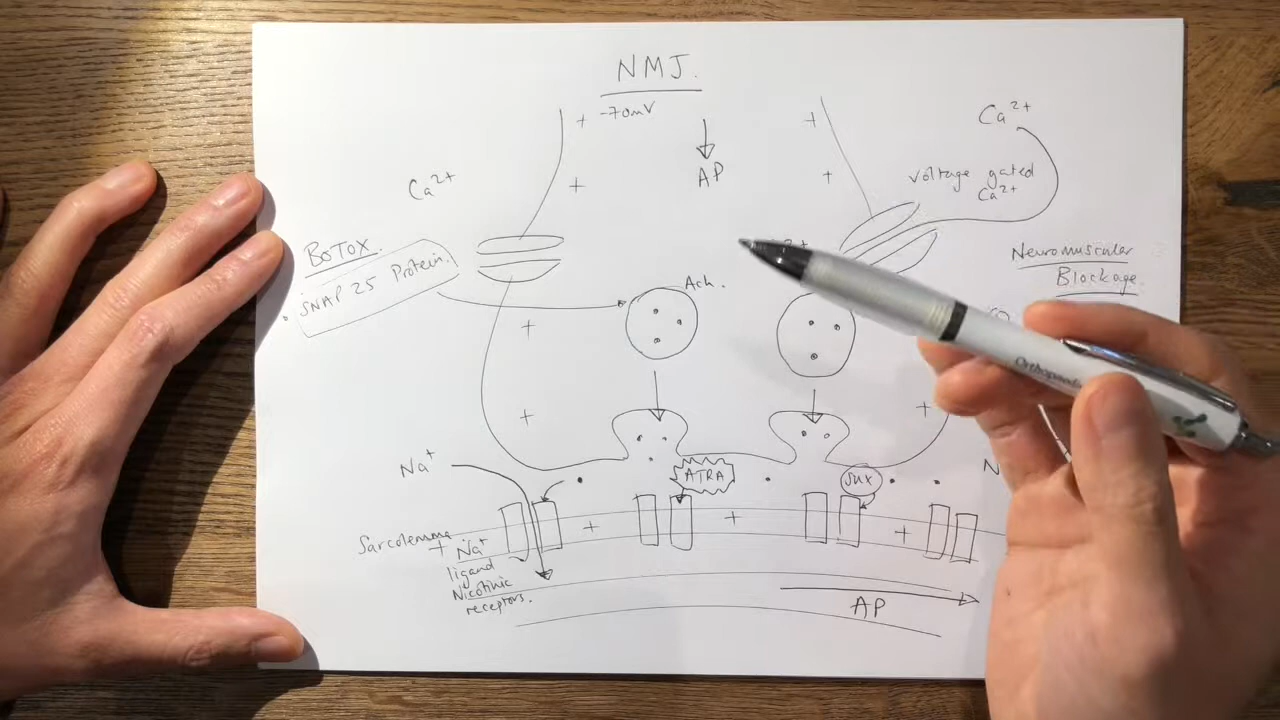 NMJ.
-70mV
AP
Ca2+
Ca2+
Voltage gated
Ca2+
BOTOX.
SNAP 25 Protein.
Neuromuscular
Blockage
Ach.
Na+
ATRA
Sux
Sarcolemma
Na+
ligand
Nicotinic
receptors.
AP